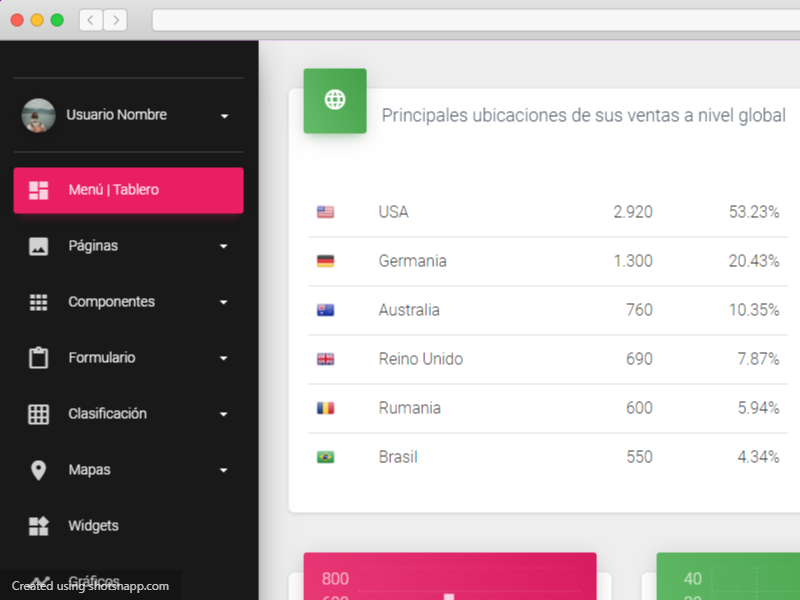 Usuario Nombre
Menú | Tablero
Páginas
Componentes
Formulario
Clasificación
Mapas
Widgets
Gráficos
Created using shotsnapp.com
Principales ubicaciones de sus ventas a nivel global
USA 2.920 53.23%
Germania 1.300 20.43%
Australia 760 10.35%
Reino Unido 690 7.87%
Rumania 600 5.94%
Brasil 550 4.34%
800
40